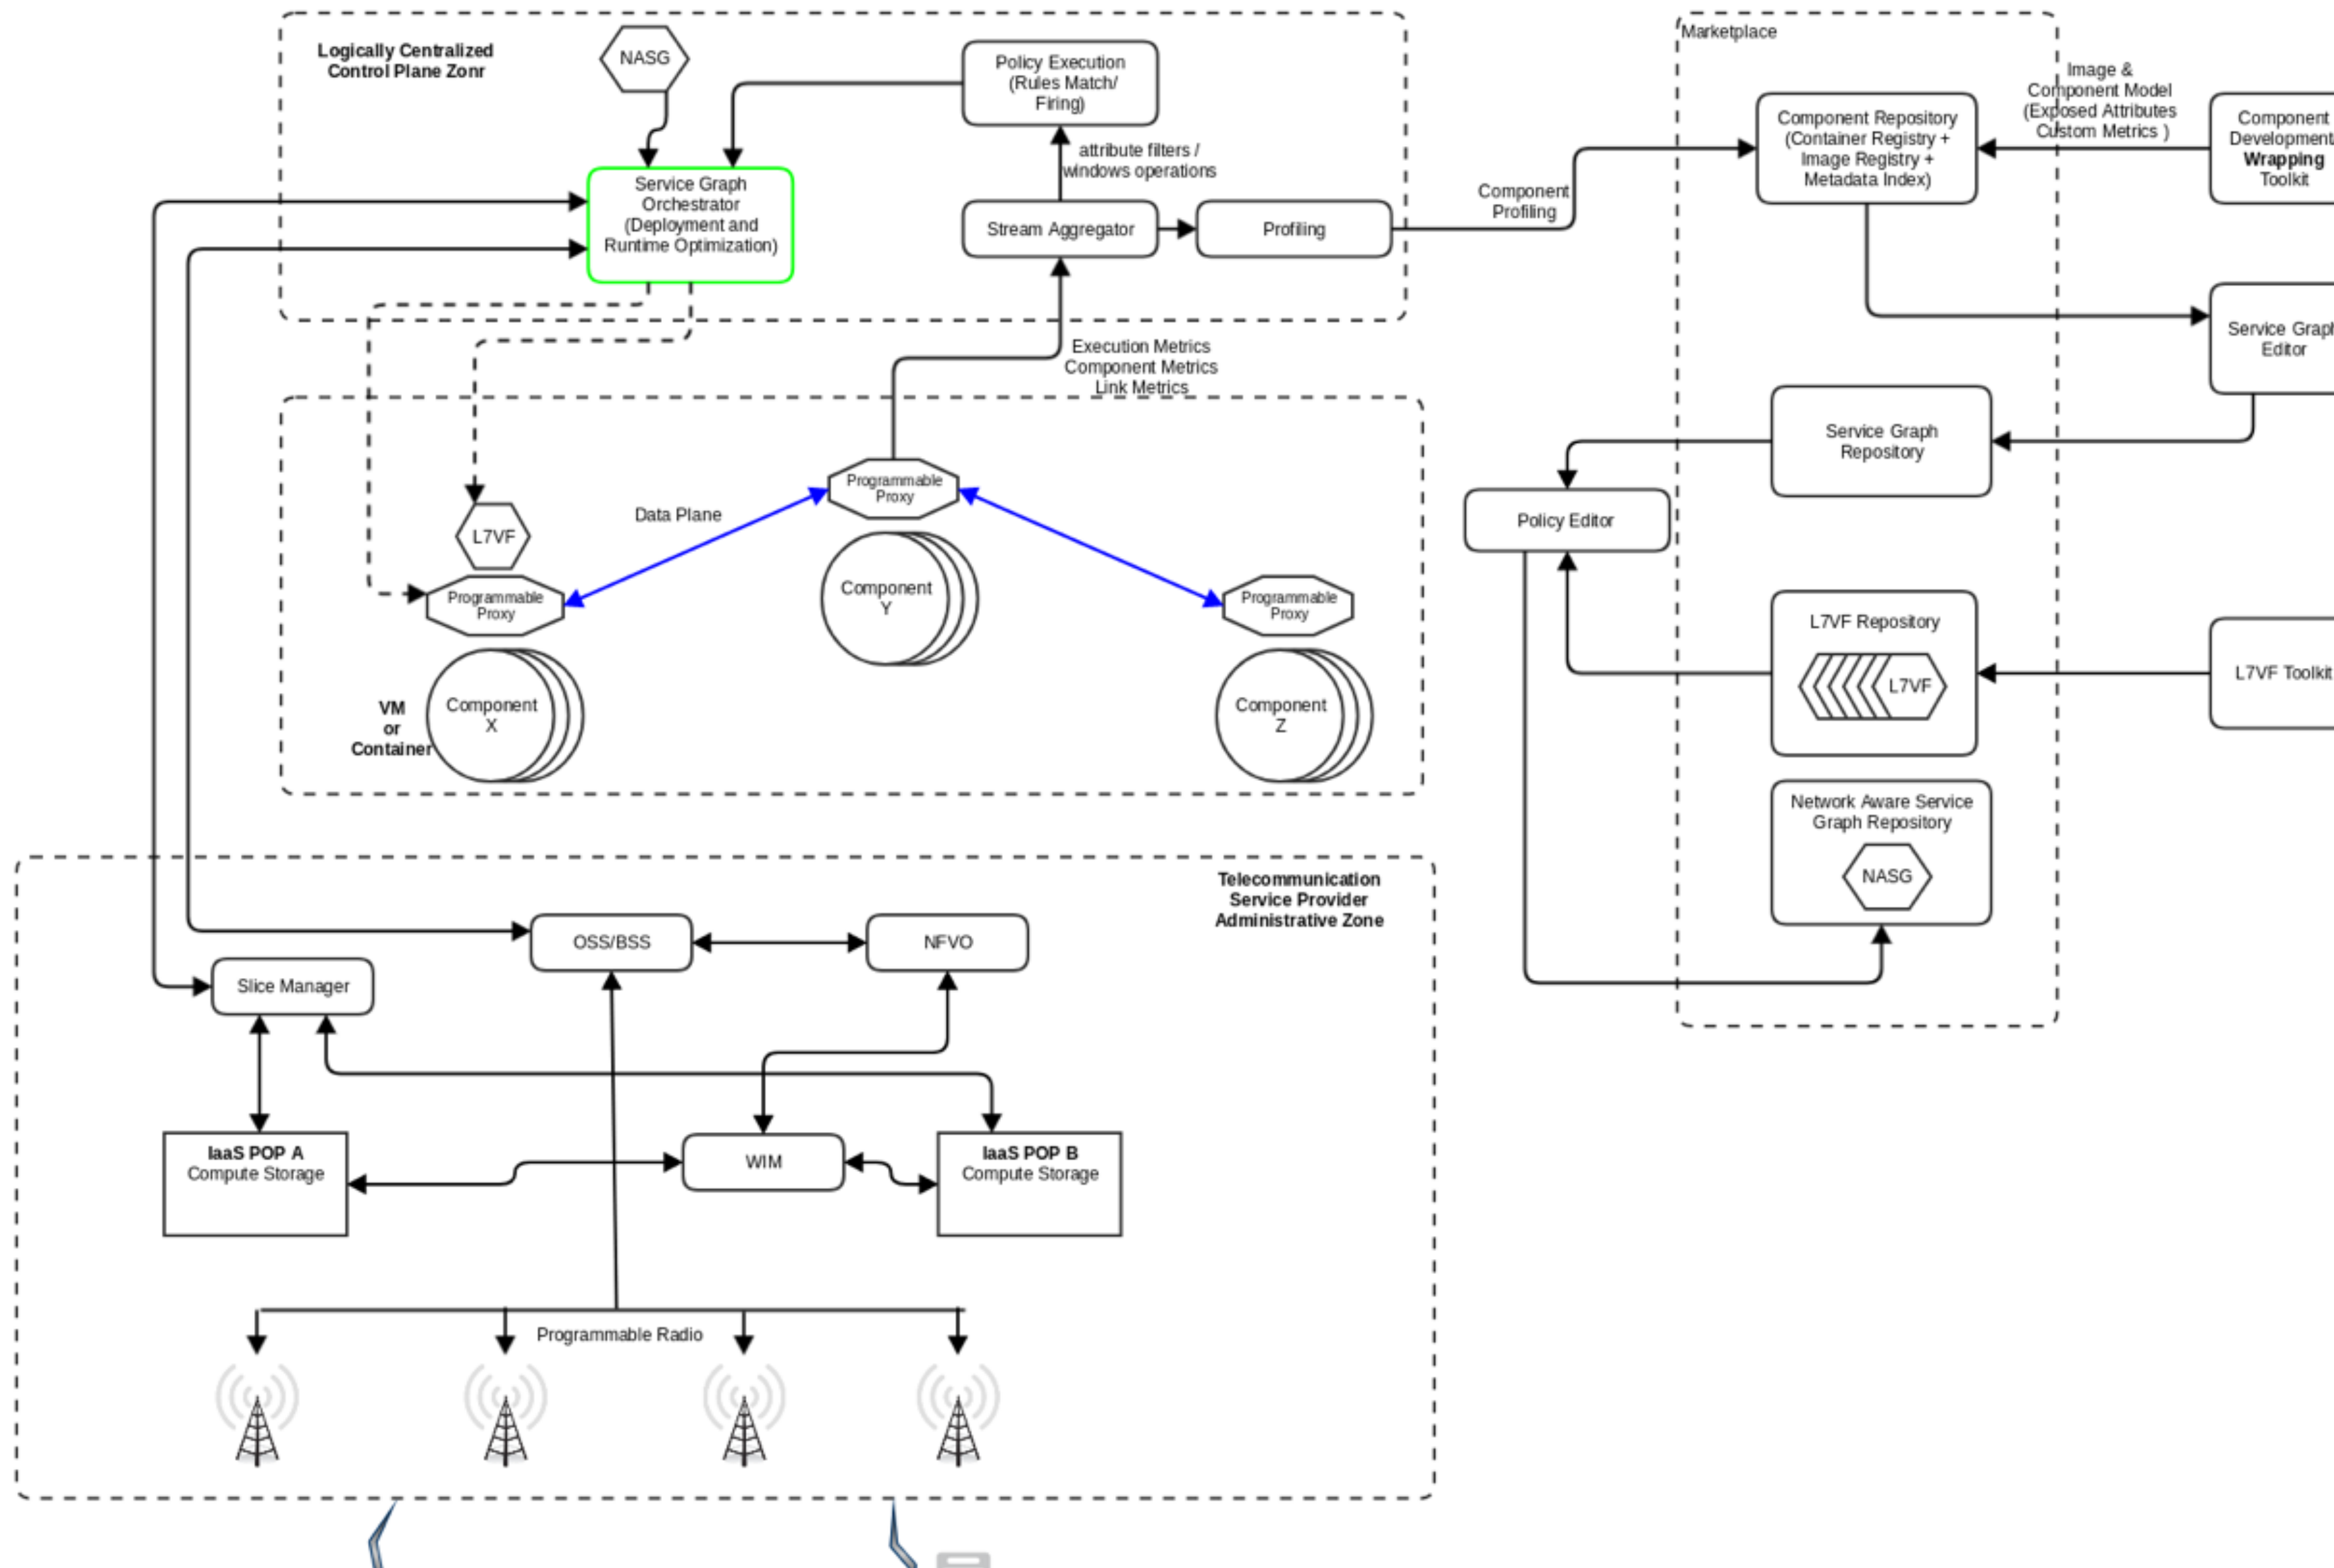 Logically Centralized
Control Plane Zonr
NASG
Policy Execution
(Rules Match/
Firing)
attribute filters /
windows operations
Service Graph
Orchestrator
(Deployment and
Runtime Optimization)
Stream Aggregator
Profiling
Component
Profiling
Execution Metrics
Component Metrics
Link Metrics
Marketplace
Image &
Component Model
(Exposed Attributes
Custom Metrics )
Component Repository
(Container Registry +
Image Registry +
Metadata Index)
Component
Development/
Wrapping
Toolkit
Service Graph
Editor
Service Graph
Repository
Policy Editor
L7VF Repository
L7VF
L7VF Toolkit
Network Aware Service
Graph Repository
NASG
Data Plane
Programmable
Proxy
Component
Y
L7VF
Programmable
Proxy
Component
X
VM
or
Container
Programmable
Proxy
Component
Z
Telecommunication
Service Provider
Administrative Zone
OSS/BSS
NFVO
Slice Manager
IaaS POP A
Compute Storage
WIM
IaaS POP B
Compute Storage
Programmable Radio